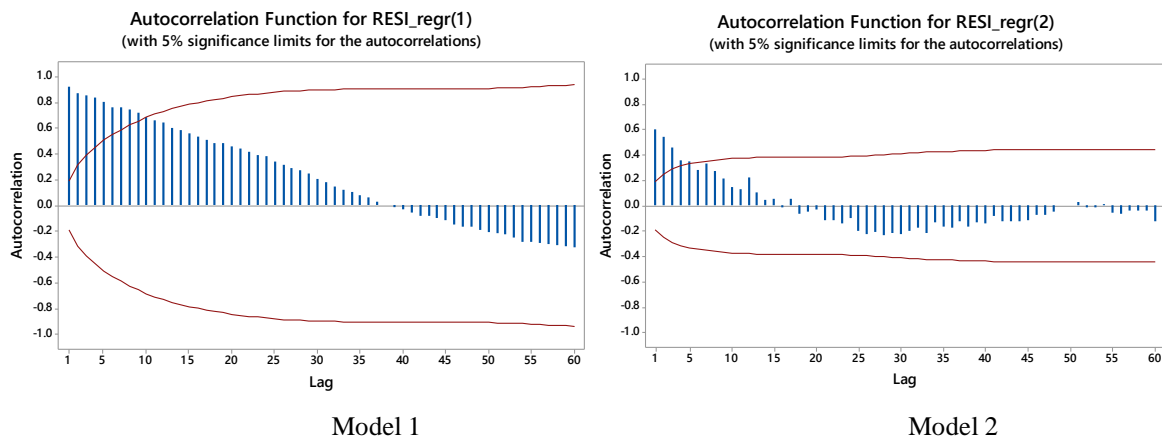 Autocorrelation Function for RESI_regr(1)
(with 5% significance limits for the autocorrelations)
1.0
0.8
0.6
0.4
0.2
0.0
-0.2
-0.4
-0.6
-0.8
-1.0
Autocorrelation
1 5 10 15 20 25 30 35 40 45 50 55 60
Lag
Model 1
Autocorrelation Function for RESI_regr(2)
(with 5% significance limits for the autocorrelations)
1.0
0.8
0.6
0.4
0.2
0.0
-0.2
-0.4
-0.6
-0.8
-1.0
Autocorrelation
1 5 10 15 20 25 30 35 40 45 50 55 60
Lag
Model 2